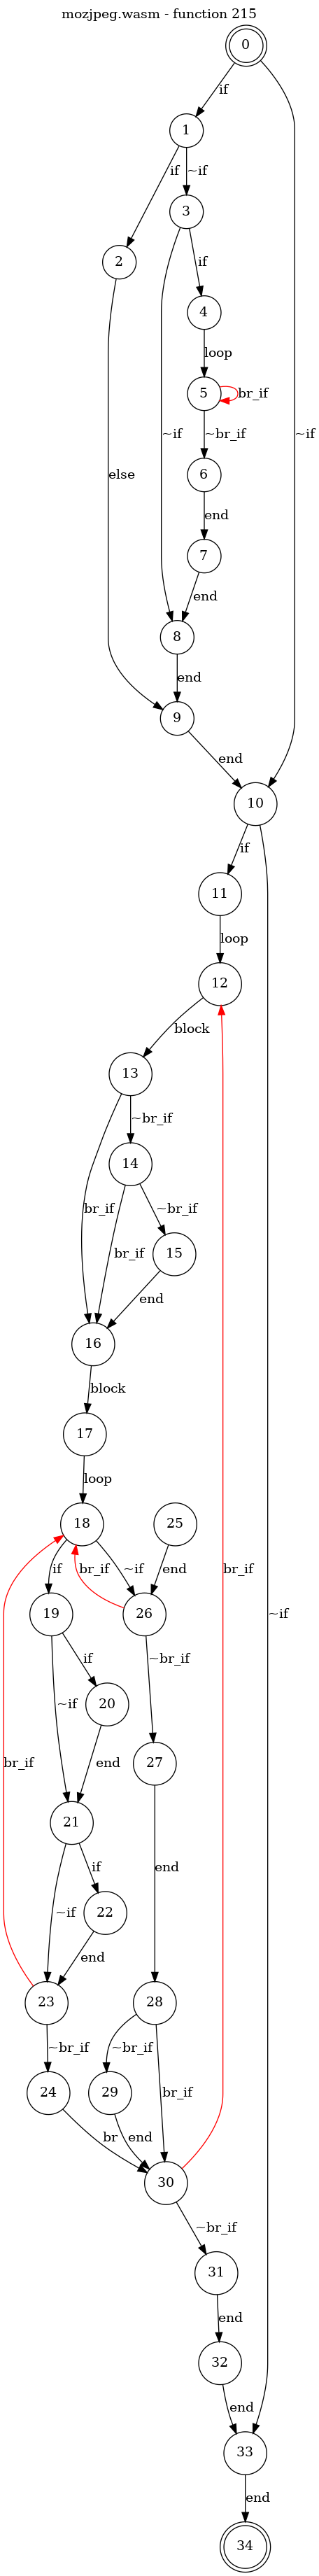 mozjpeg.wasm - function 215
0
if
1
if
~if
3
2
if
4
loop
5
br_if
else
~if
~br_if
~if
6
end
7
end
8
end
9
end
10
if
11
loop
12
block
13
~br_if
14
br_if
br_if
~br_if
15
end
16
block
17
loop
18
25
if
br_if
~if
end
br_if
~if
19
26
if
~br_if
~if
20
br_if
end
27
21
~if
if
end
22
end
23
28
~br_if
~br_if
br_if
24
29
br
end
30
~br_if
31
end
32
end
33
end
34